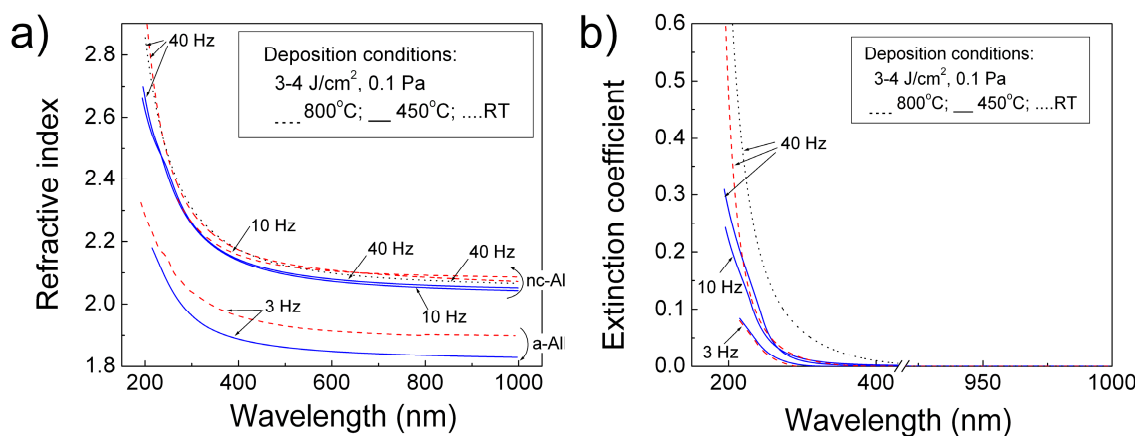 a)
Refractive index
2.8
2.6
2.4
2.2
2.0
1.8
200 400 600 800 1000
Wavelength (nm)
40 Hz
Deposition conditions:
3-4 J/cm², 0.1 Pa
---- 800°C; __ 450°C; ....RT
10 Hz
40 Hz
40 Hz
nc-Al
10 Hz
3 Hz
a-All
b)
Extinction coefficient
0.6
0.5
0.4
0.3
0.2
0.1
0.0
200 400 950 1000
Wavelength (nm)
Deposition conditions:
3-4 J/cm², 0.1 Pa
---- 800°C; __ 450°C; ....RT
40 Hz
10 Hz
3 Hz